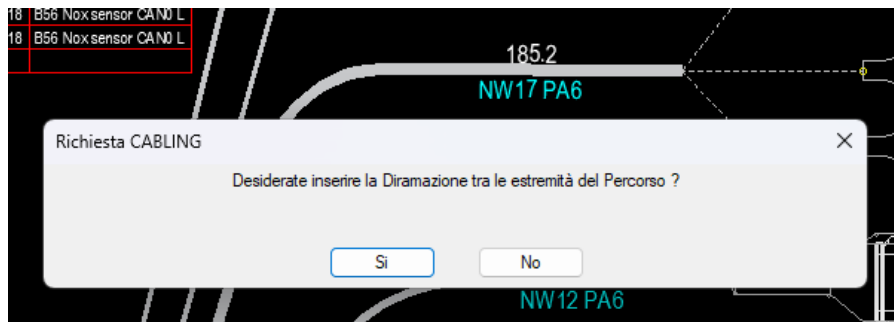 18 B56 Nox sensor CAN0 L
18 B56 Nox sensor CAN0 L
185.2
NW17 PA6
Richiesta CABLING
Desiderate inserire la Diramazione tra le estremità del Percorso ?
Si
No
NW12 PA6